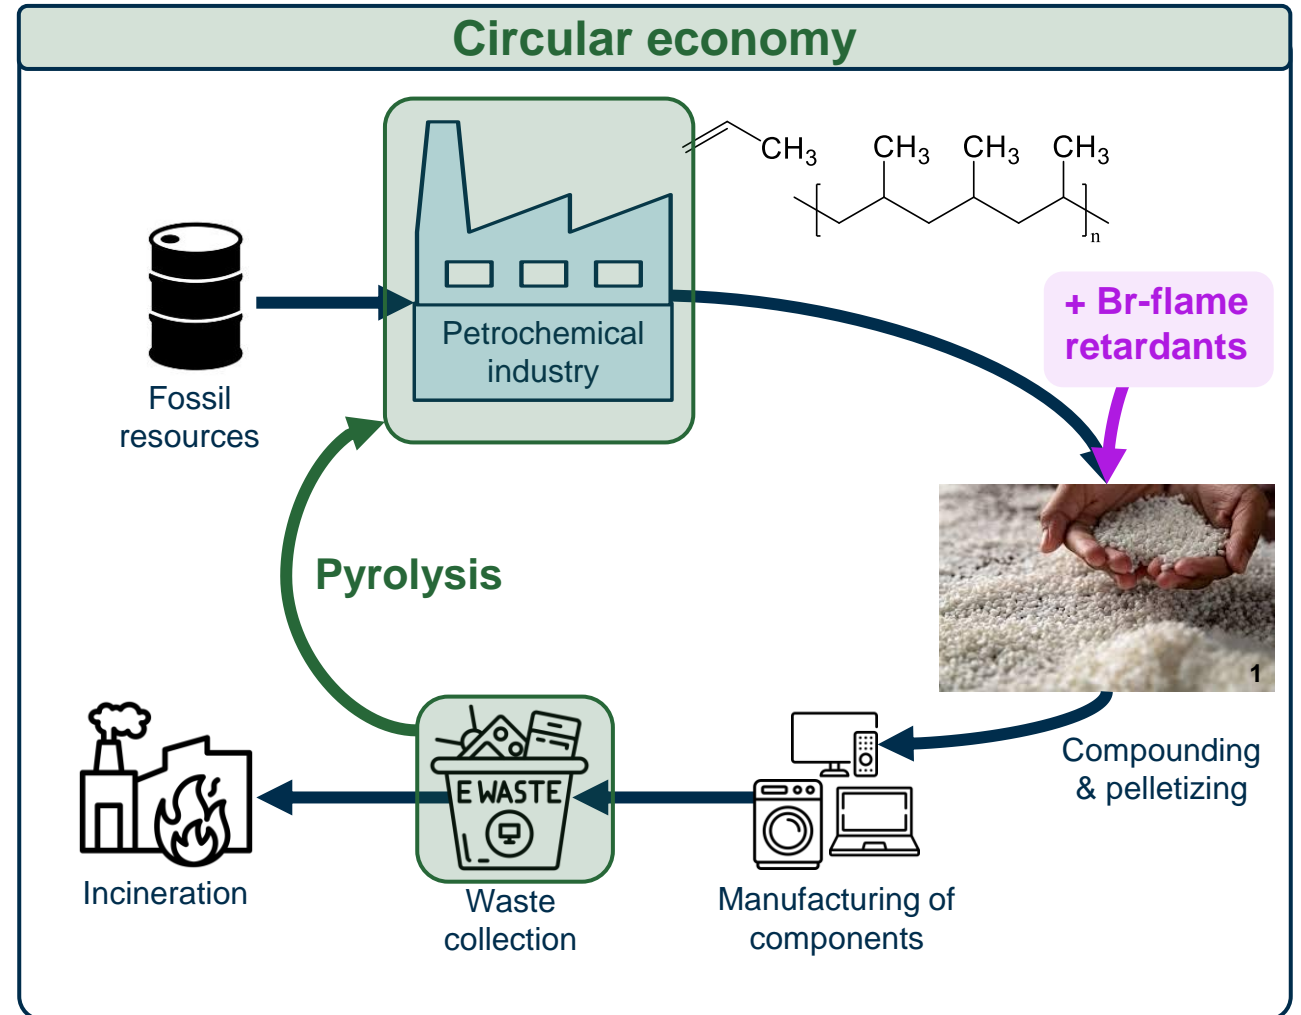 Circular economy
CH3
CH3
CH3
CH3
n
Fossil
resources
Petrochemical
industry
+ Br-flame
retardants
Pyrolysis
1
Compounding
& pelletizing
E WASTE
Incineration
Waste
collection
Manufacturing of
components